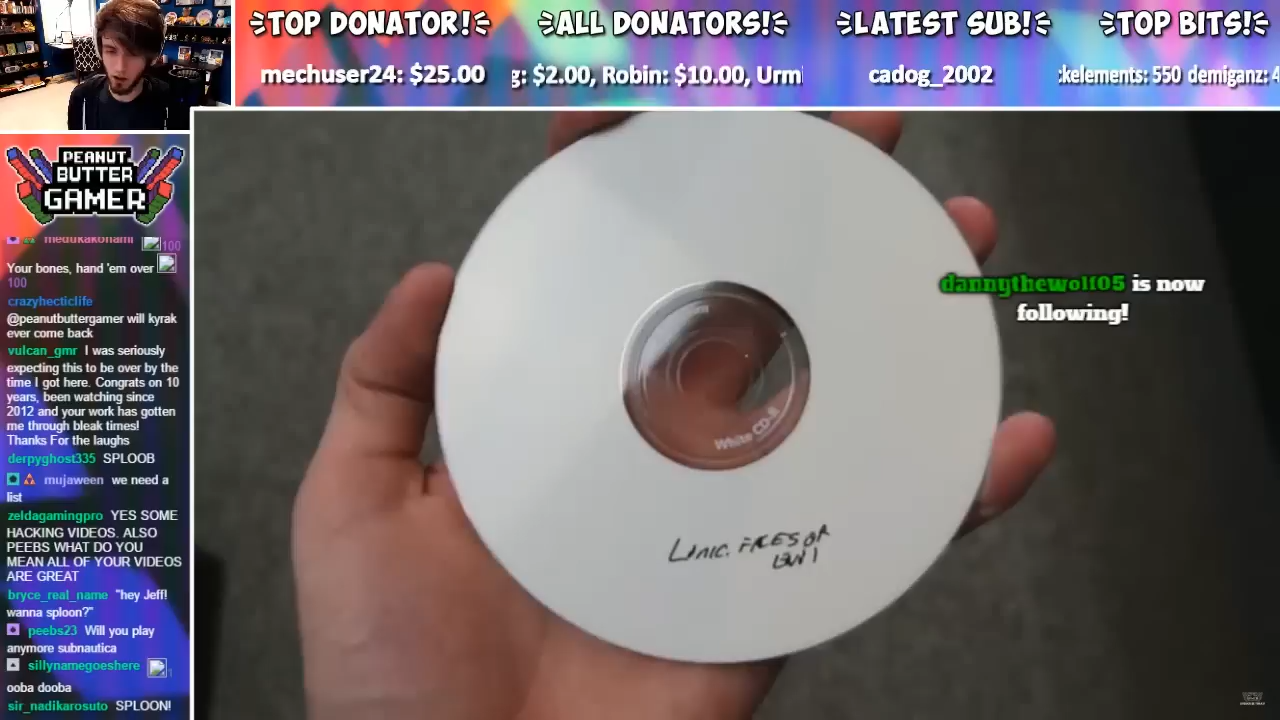 TOP DONATOR!
ALL DONATORS!
LATEST SUB!
TOP BITS!
mechuser24: $25.00
g: $2.00, Robin: $10.00, Urm
cadog_2002
:kelements: 550 demiganz: 4
PEANUT
BUTTER
GAMER
medukakonami 100
Your bones, hand 'em over
100
crazyhecticlife
@peanutbuttergamer will kyrak
ever come back
vulcan_gmr I was seriously
expecting this to be over by the
time I got here. Congrats on 10
years, been watching since
2012 and your work has gotten
me through bleak times!
Thanks For the laughs
derpyghost335 SPLOOB
mujaween we need a
list
zeldagamingpro YES SOME
HACKING VIDEOS. ALSO
PEEBS WHAT DO YOU
MEAN ALL OF YOUR VIDEOS
ARE GREAT
bryce_real_name "hey Jeff!
wanna sploon?"
peebs23 Will you play
anymore subnautica
sillynamegoeshere 1
ooba dooba
sir_nadikarosuto SPLOON!
dannythewolf05 is now
following!
White CD-R